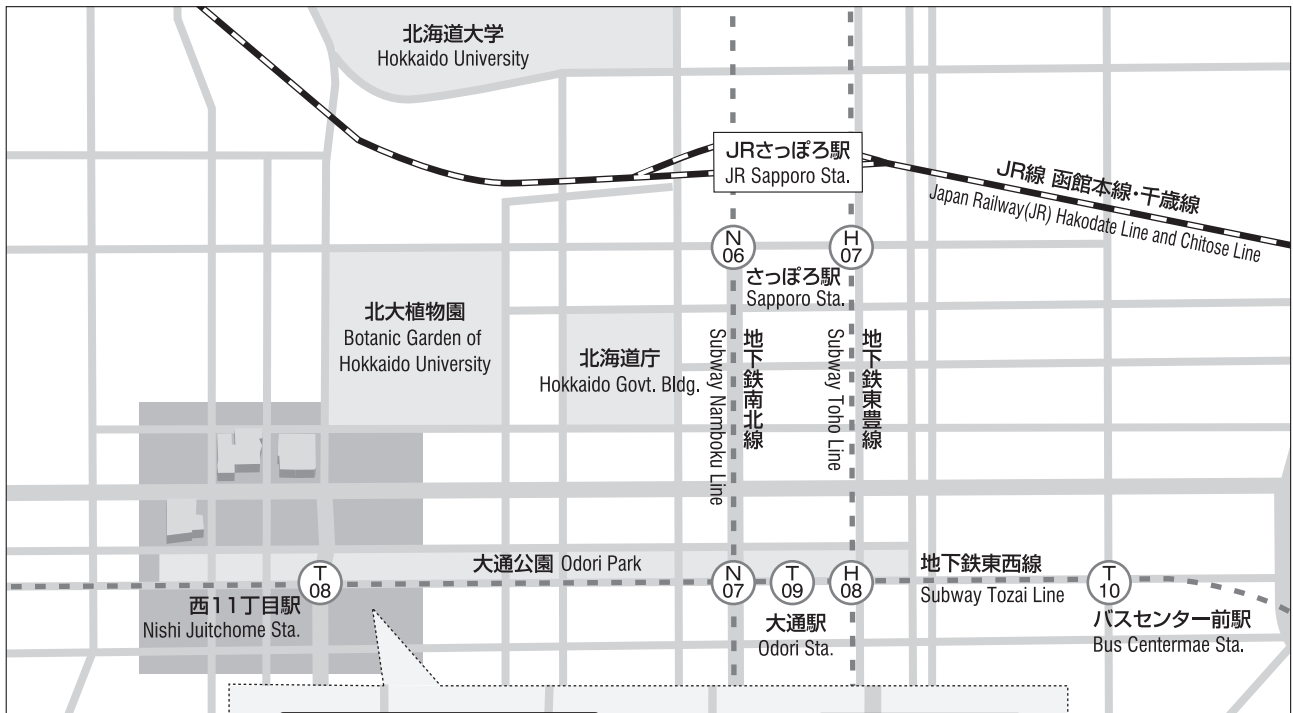 北海道大学
Hokkaido University
JRさっぽろ駅
JR Sapporo Sta.
JR線 函館本線・千歳線
Japan Railway(JR) Hakodate Line and Chitose Line
N
06
H
07
さっぽろ駅
Sapporo Sta.
北大植物園
Botanic Garden of
Hokkaido University
北海道庁
Hokkaido Govt. Bldg.
地下鉄南北線
Subway Namboku Line
地下鉄東豊線
Subway Toho Line
大通公園 Odori Park
T
08
西11丁目駅
Nishi Juitchome Sta.
N
07
T
09
H
08
大通駅
Odori Sta.
地下鉄東西線
Subway Tozai Line
T
10
バスセンター前駅
Bus Centermae Sta.